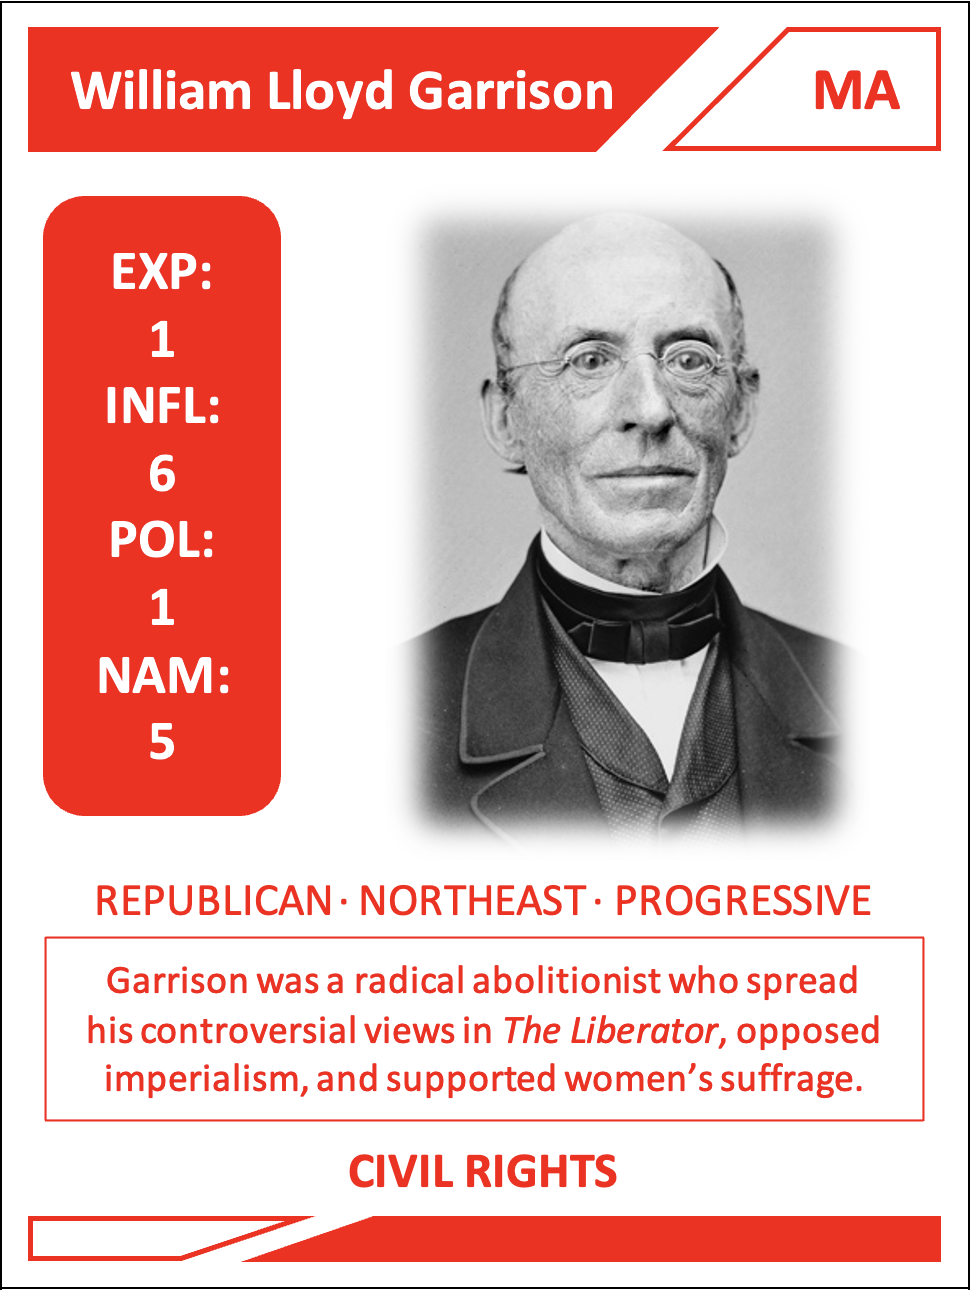 William Lloyd Garrison
MA
EXP:
1
INFL:
6
POL:
1
NAM:
5
REPUBLICAN · NORTHEAST · PROGRESSIVE
Garrison was a radical abolitionist who spread
his controversial views in The Liberator, opposed
imperialism, and supported women’s suffrage.
CIVIL RIGHTS